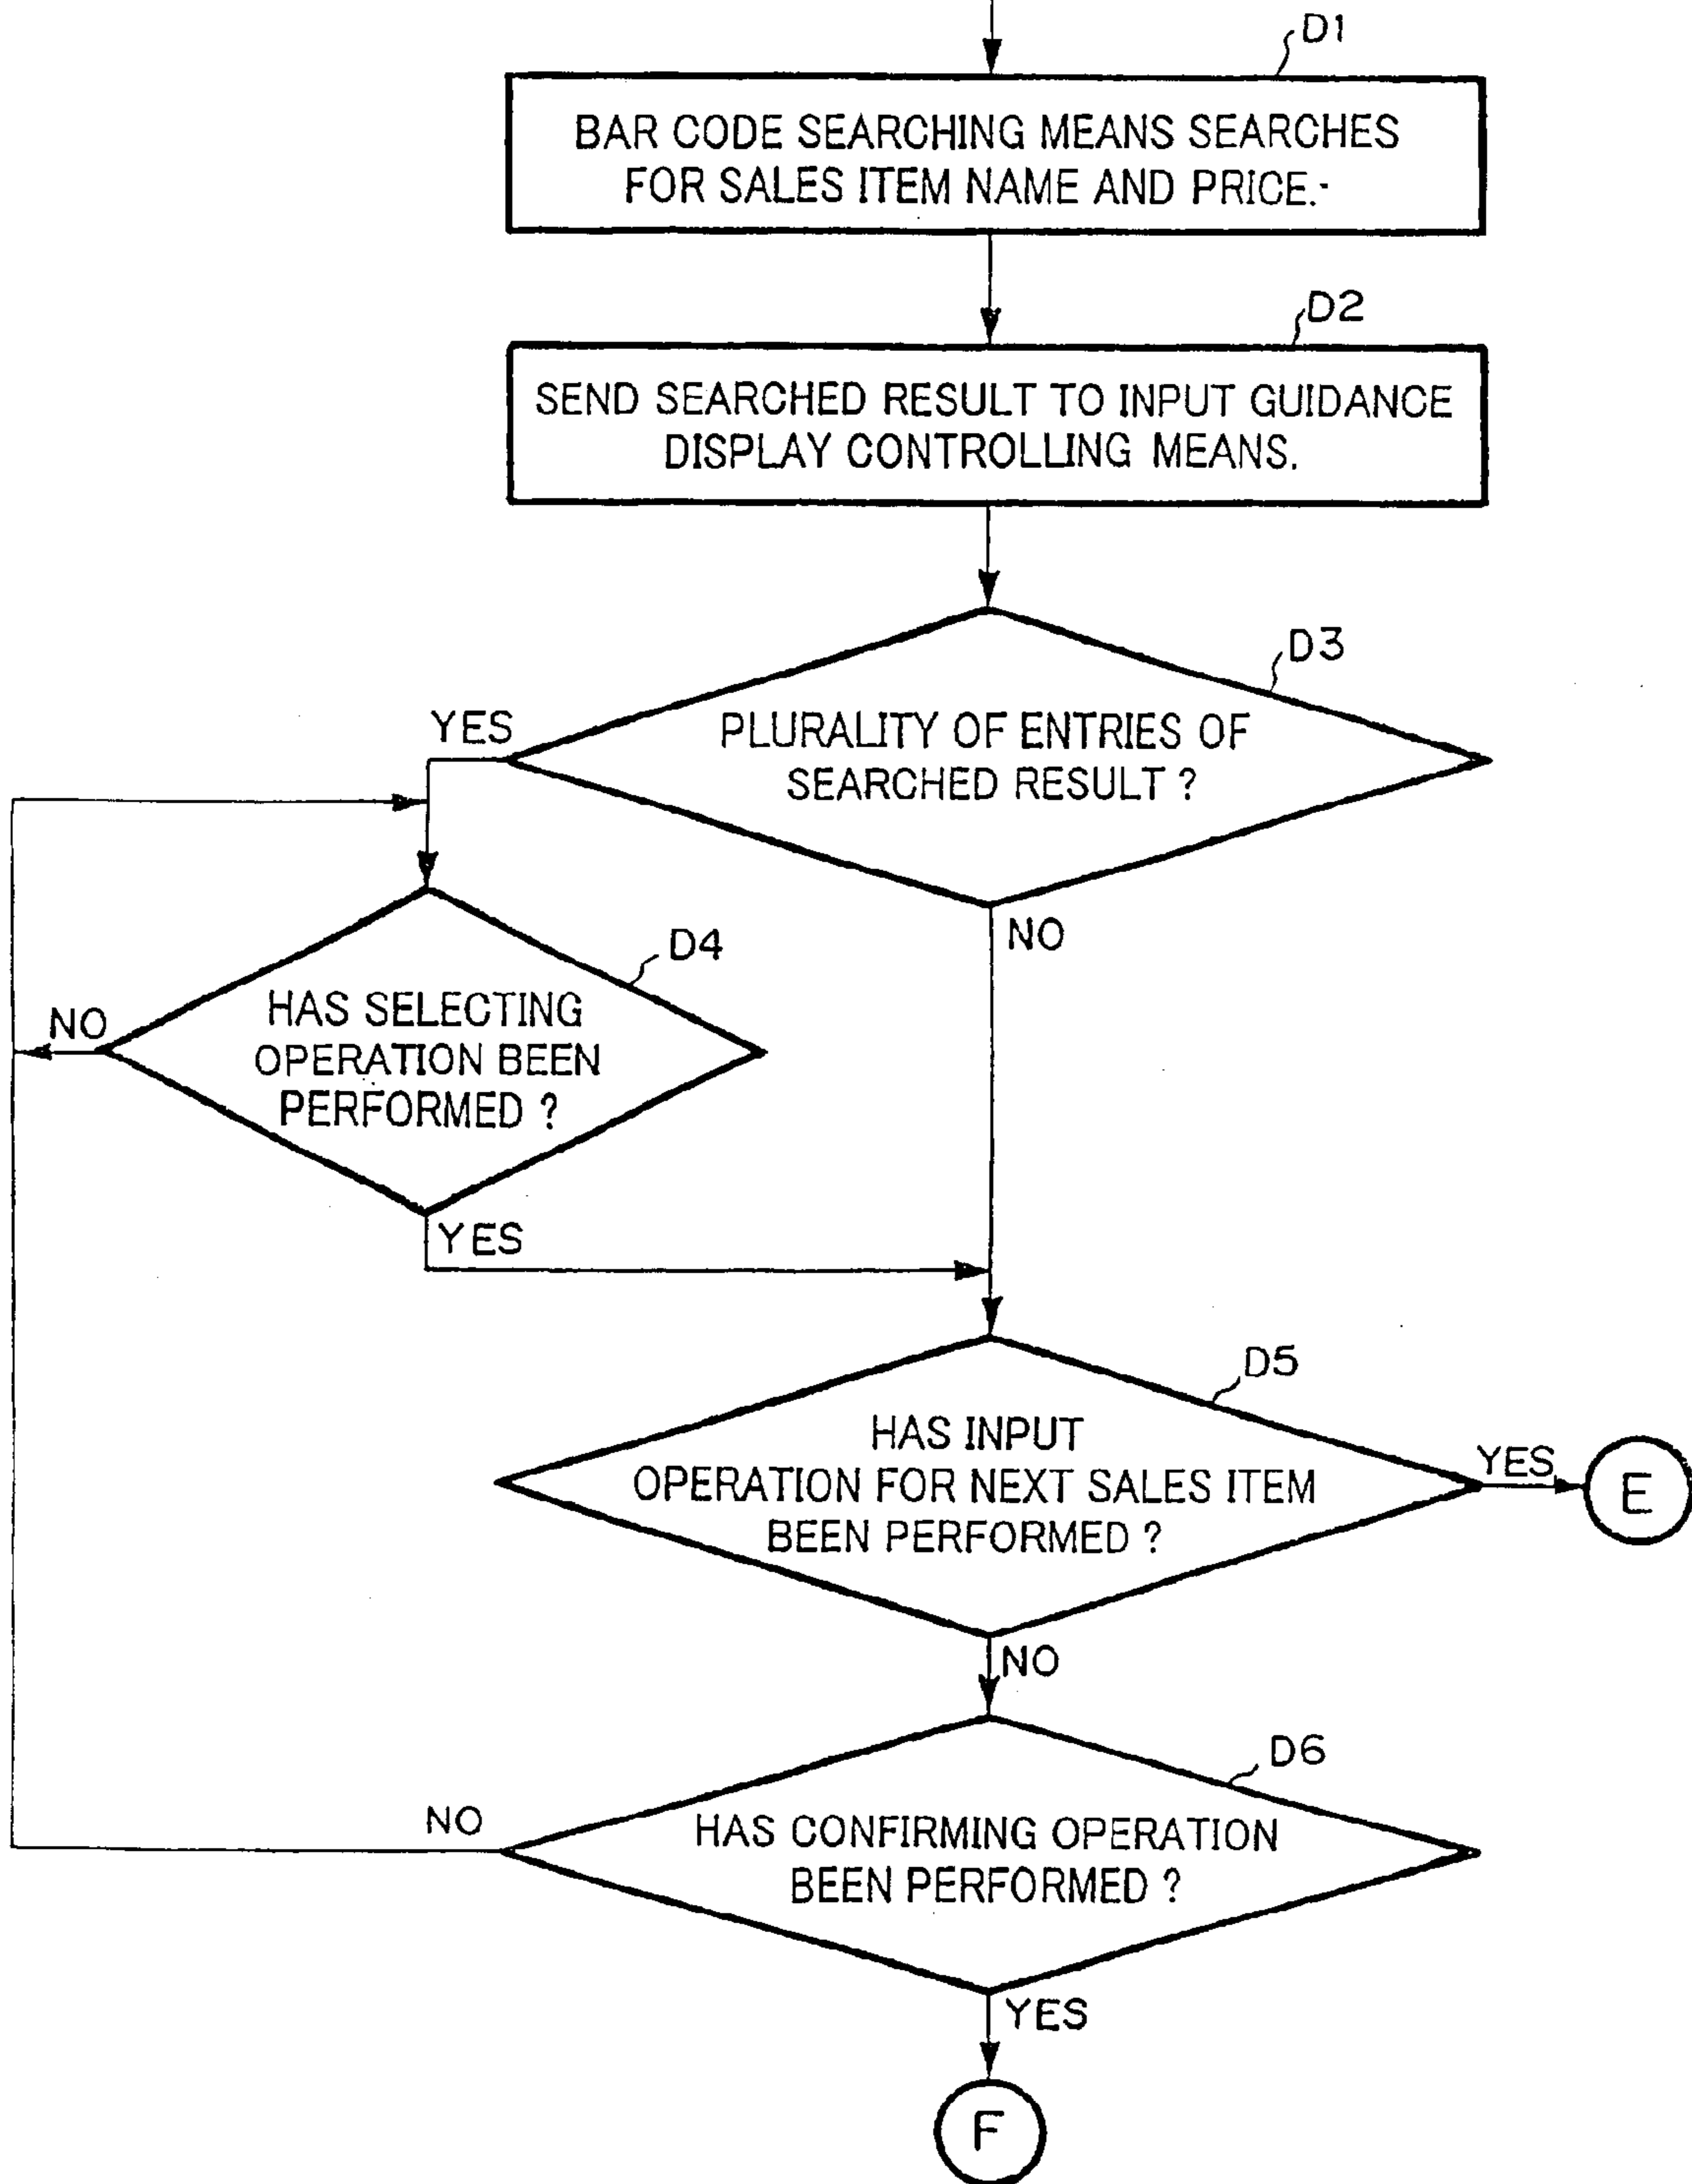 D1
BAR CODE SEARCHING MEANS SEARCHES
FOR SALES ITEM NAME AND PRICE.
D2
SEND SEARCHED RESULT TO INPUT GUIDANCE
DISPLAY CONTROLLING MEANS.
D3
YES
PLURALITY OF ENTRIES OF
SEARCHED RESULT ?
NO
D4
NO
HAS SELECTING
OPERATION BEEN
PERFORMED ?
YES
D5
HAS INPUT
OPERATION FOR NEXT SALES ITEM
BEEN PERFORMED ?
YES
E
NO
D6
NO
HAS CONFIRMING OPERATION
BEEN PERFORMED ?
YES
F